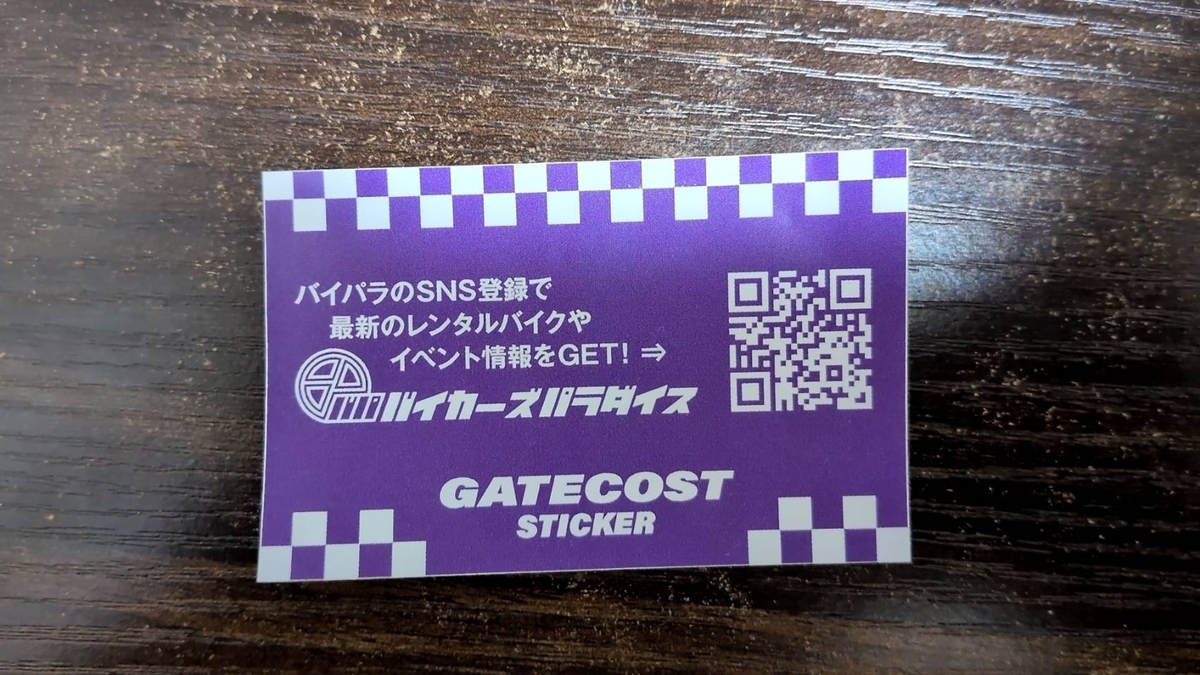 バイパラのSNS登録で
最新のレンタルバイクや
イベント情報をGET! ⇒
バイカーズパラダイス
GATECOST
STICKER